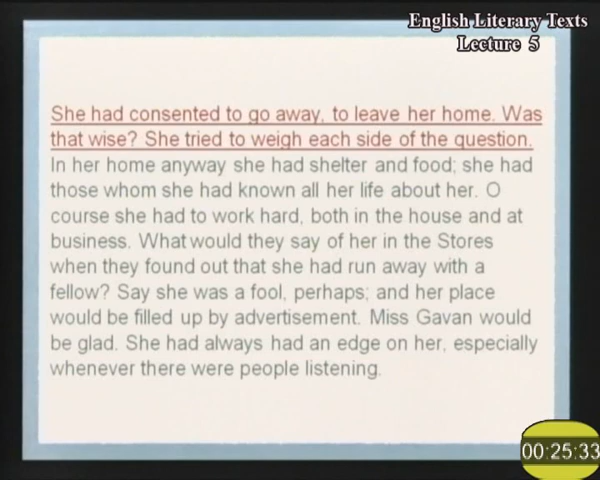 English Literary Texts
Lecture 5
She had consented to go away, to leave her home. Was
that wise? She tried to weigh each side of the question.
In her home anyway she had shelter and food; she had
those whom she had known all her life about her. O
course she had to work hard, both in the house and at
business. What would they say of her in the Stores
when they found out that she had run away with a
fellow? Say she was a fool, perhaps; and her place
would be filled up by advertisement. Miss Gavan would
be glad. She had always had an edge on her, especially
whenever there were people listening.
00:25:33